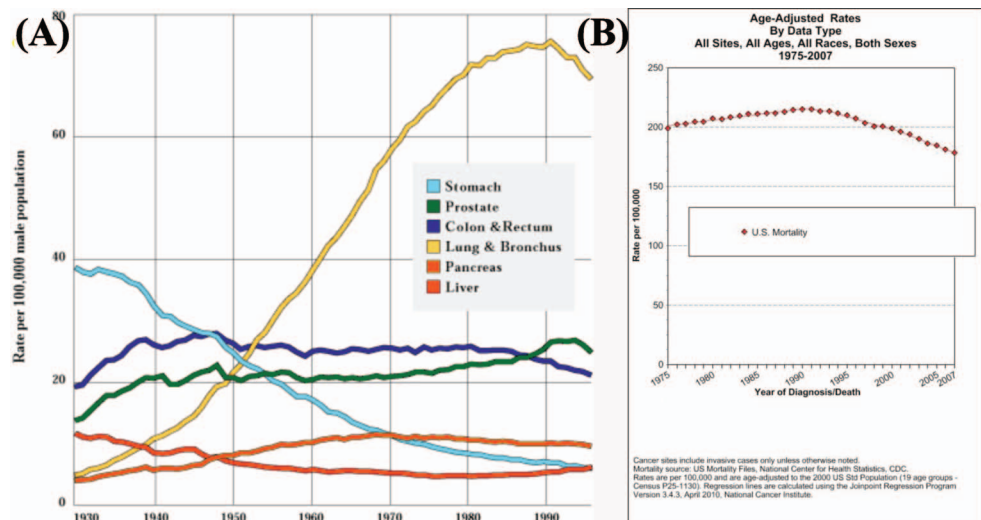 (A)
80
60
40
20
0
Rate per 100,000 male population
Stomach
Prostate
Colon &Rectum
Lung & Bronchus
Pancreas
Liver
1930 1940 1950 1960 1970 1980 1990
(B)
Age-Adjusted Rates
By Data Type
All Sites, All Ages, All Races, Both Sexes
1975-2007
250
200
150
100
50
0
Rate per 100,000
U.S. Mortality
1975 1980 1985 1990 1995 2000 2005 2007
Year of Diagnosis/Death
Cancer sites include invasive cases only unless otherwise noted.
Mortality source: US Mortality Files, National Center for Health Statistics, CDC.
Rates are per 100,000 and are age-adjusted to the 2000 US Std Population (19 age groups -
Census P25-1130). Regression lines are calculated using the Joinpoint Regression Program
Version 3.4.3, April 2010, National Cancer Institute.